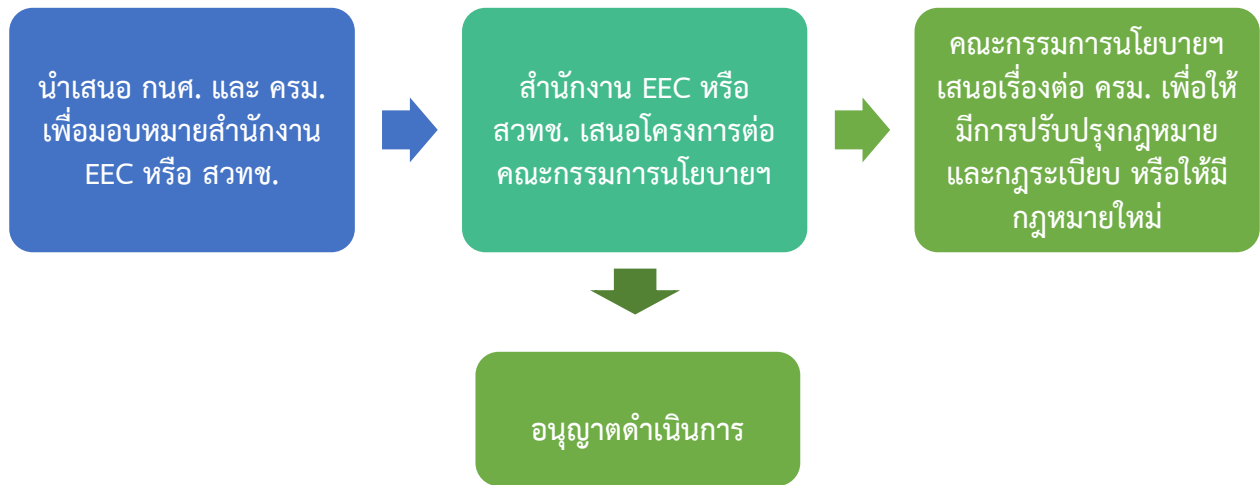 นำเสนอ กนศ. และ ครม.
เพื่อมอบหมายสำนักงาน
EEC หรือ สวทช.
สำนักงาน EEC หรือ
สวทช. เสนอโครงการต่อ
คณะกรรมการนโยบายฯ
คณะกรรมการนโยบายฯ
เสนอเรื่องต่อ ครม. เพื่อให้
มีการปรับปรุงกฎหมาย
และกฎระเบียบ หรือให้มี
กฎหมายใหม่
อนุญาตดำเนินการ